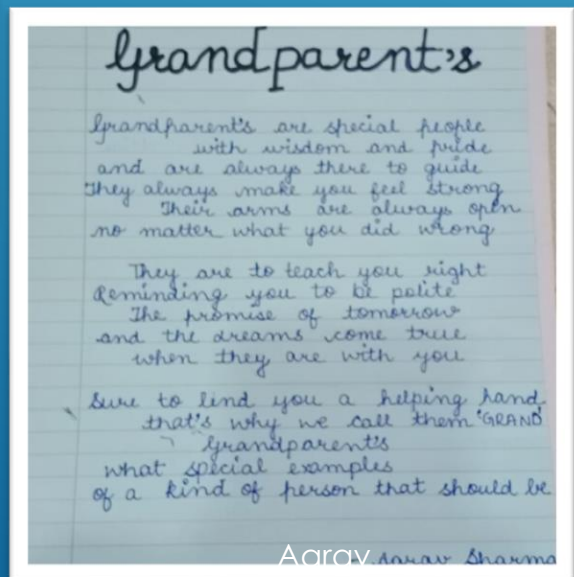 Grandparent's
Grandparent's are special people
with wisdom and pride
and are always there to guide
They always make you feel strong
Their arms are always open
no matter what you did wrong
They are to teach you right
Reminding you to be polite
The promise of tomorrow
and the dreams come true
when they are with you
Sure to lend you a helping hand
that's why we call them 'GRAND'
Grandparent's
what special examples
of a kind of person that should be
Aarav Aarav Sharma